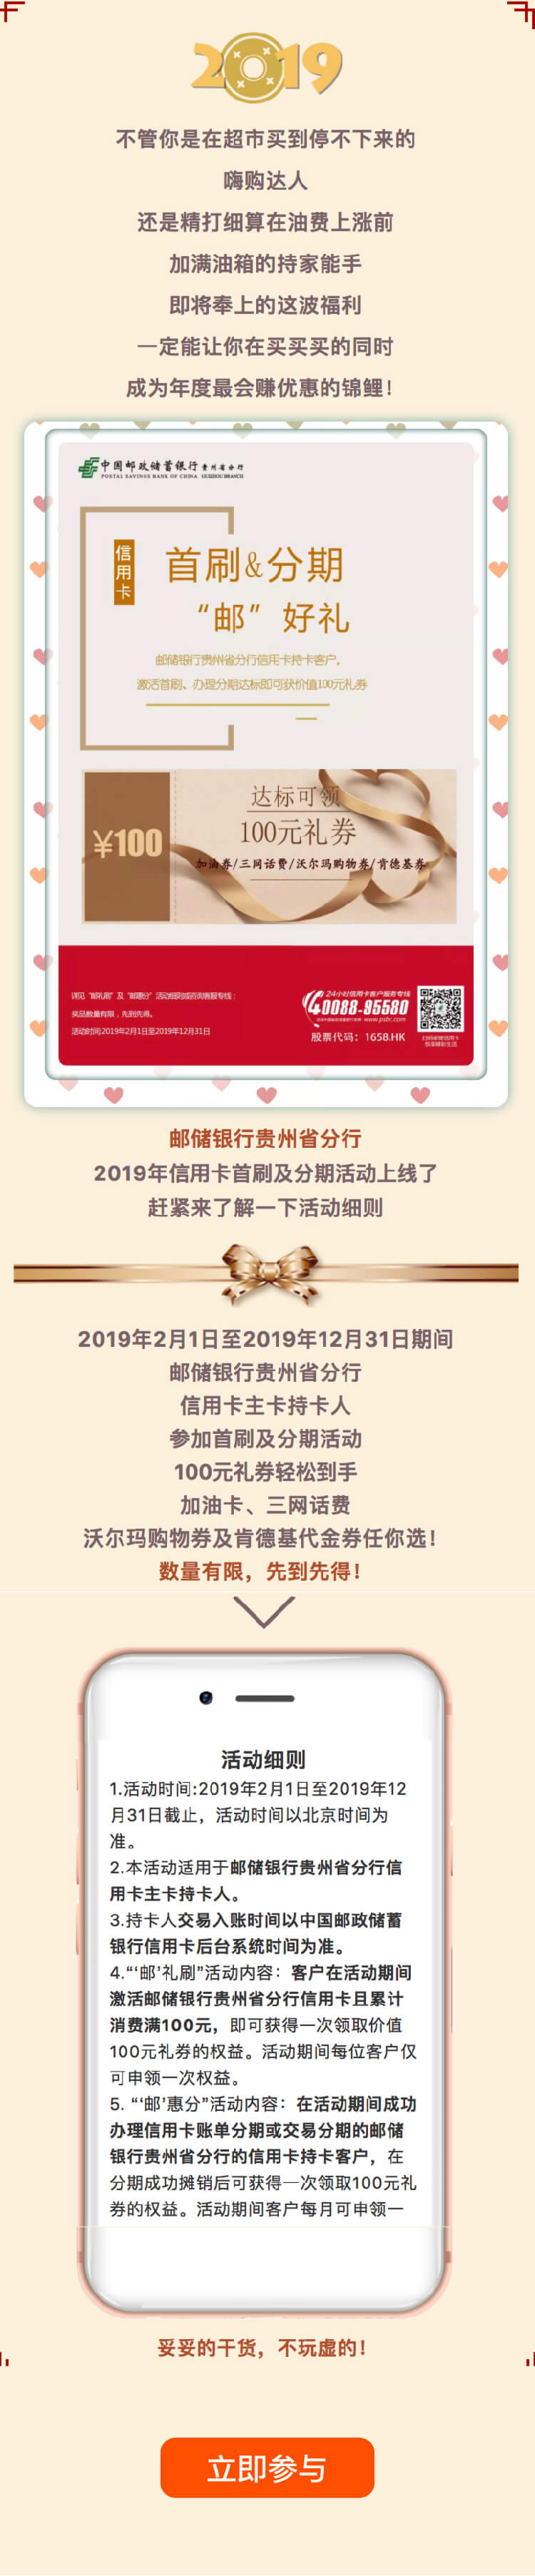 2019
不管你是在超市买到停不下来的
嗨购达人
还是精打细算在油费上涨前
加满油箱的持家能手
即将奉上的这波福利
一定能让你在买买买的同时
成为年度最会赚优惠的锦鲤!
中国邮政储蓄银行 贵州省分行
POSTAL SAVINGS BANK OF CHINA GUIZHOU BRANCH
信用卡
首刷&分期
“邮”好礼
邮储银行贵州省分行信用卡持卡客户,
激活首刷、办理分期达标即可获价值100元礼券
¥100
达标可领
100元礼券
加油券/三网话费/沃尔玛购物券/肯德基券
奖品数量有限,先到先得。
活动时间2019年2月1日至2019年12月31日
24小时信用卡客户服务专线
40088-95580
www.psbc.com
股票代码:1658.HK
邮储银行贵州省分行
2019年信用卡首刷及分期活动上线了
赶紧来了解一下活动细则
2019年2月1日至2019年12月31日期间
邮储银行贵州省分行
信用卡主卡持卡人
参加首刷及分期活动
100元礼券轻松到手
加油卡、三网话费
沃尔玛购物券及肯德基代金券任你选!
数量有限,先到先得!
活动细则
1.活动时间:2019年2月1日至2019年12
月31日截止,活动时间以北京时间为
准。
2.本活动适用于邮储银行贵州省分行信
用卡主卡持卡人。
3.持卡人交易入账时间以中国邮政储蓄
银行信用卡后台系统时间为准。
4.“‘邮’礼刷”活动内容:客户在活动期间
激活邮储银行贵州省分行信用卡且累计
消费满100元,即可获得一次领取价值
100元礼券的权益。活动期间每位客户仅
可申领一次权益。
5. “‘邮’惠分”活动内容:在活动期间成功
办理信用卡账单分期或交易分期的邮储
银行贵州省分行的信用卡持卡客户,在
分期成功摊销后可获得一次领取100元礼
券的权益。活动期间客户每月可申领一
妥妥的干货,不玩虚的!
立即参与